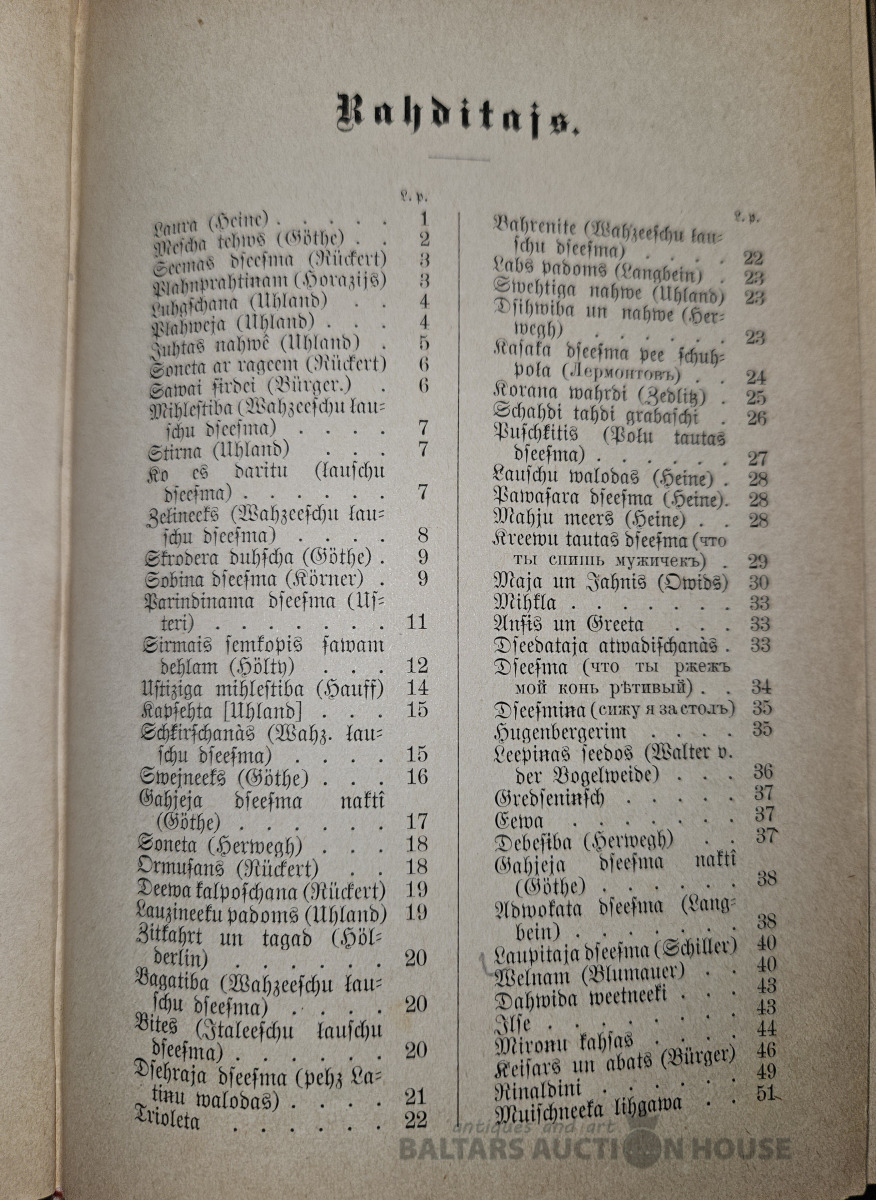 Rahditajs.
L. p.
Laura (Heine) . . . . . 1
Mescha tehws (Göthe) . . 2
Seemas dseesma (Rückert) 3
Plahnprahtinam (Horazijs) 3
Luhgschana (Uhland) . . 4
Plahweja (Uhland) . . . 4
Juhtas nahwê (Uhland) . 5
Soneta ar rageem (Rückert) 6
Sawai sirdei (Bürger.) . 6
Mihlestiba (Wahzeeschu lau-
schu dseesma) . . . . 7
Stirna (Uhland) . . . 7
Ko es daritu (lauschu
dseesma) . . . . . . 7
Zelineeks (Wahzeeschu lau-
schu dseesma) . . . . 8
Skrodera duhscha (Göthe) . 9
Sobina dseesma (Körner) . 9
Parindinama dseesma (Us-
teri) . . . . . . . 11
Sirmais semkopis sawam
dehlam (Hölty) . . . 12
Ustiziga mihlestiba (Hauff) 14
Kapsehta [Uhland] . . . 15
Schkirschanàs (Wahz. lau-
schu dseesma) . . . . 15
Swejneeks (Göthe) . . . 16
Gahjeja dseesma naktî
(Göthe) . . . . . . 17
Soneta (Herwegh) . . . 18
Ormusans (Rückert) . . 18
Deewa kalposchana (Rückert) 19
Lauzineeku padoms (Uhland) 19
Zitkahrt un tagad (Höl-
derlin) . . . . . . 20
Bagatiba (Wahzeeschu lau-
schu dseesma) . . . . 20
Bites (Italeeschu lauschu
dseesma) . . . . . . 20
Dsehraja dseesma (pehz La-
tinu walodas) . . . . 21
Trioleta . . . . . . 22
L. p.
Bahrenite (Wahzeeschu lau-
schu dseesma) . . . . 22
Labs padoms (Langbein) . 23
Swehtiga nahwe (Uhland) 23
Dsihwiba un nahwe (Her-
wegh) . . . . . 23
Kasaka dseesma pee schuh-
pola (Лермонтовъ) . . 24
Korana wahrdi (Zedlitz) . 25
Schahdi tahdi grabaschi . 26
Puschkitis (Polu tautas
dseesma) . . . . . . 27
Lauschu walodas (Heine) . 28
Pawasara dseesma (Heine). 28
Mahju meers (Heine) . . 28
Kreewu tautas dseesma (что
ты спишь мужичекъ) . 29
Maja un Jahnis (Owids) 30
Mihkla . . . . . . . 33
Ansis un Greeta . . . 33
Dseedataja atwadischanàs . 33
Dseesma (что ты ржежъ
мой конь рѣтивый) . . 34
Dseesmina (сижу я за столъ) 35
Hugenbergerim . . . . 35
Leepinas seedos (Walter v.
der Vogelweide) . . . 36
Gredseninsch . . . . . 37
Eewa . . . . . . 37
Debesiba (Herwegh) . . 37
Gahjeja dseesma naktî
(Göthe) . . . . . . 38
Adwokata dseesma (Lang-
bein) . . . . . . . 38
Laupitaja dseesma (Schiller) 40
Welnam (Blumauer) . . 40
Dahwida weetneeki . . . 43
Ilse . . . . . . . . 43
Mironu kahsas . . . . 44
Keisars un abats (Bürger) 46
Rinaldini . . . . . . 49
Muischneeka lihgawa . . 51
antiques and art
BALTARS AUCTION HOUSE